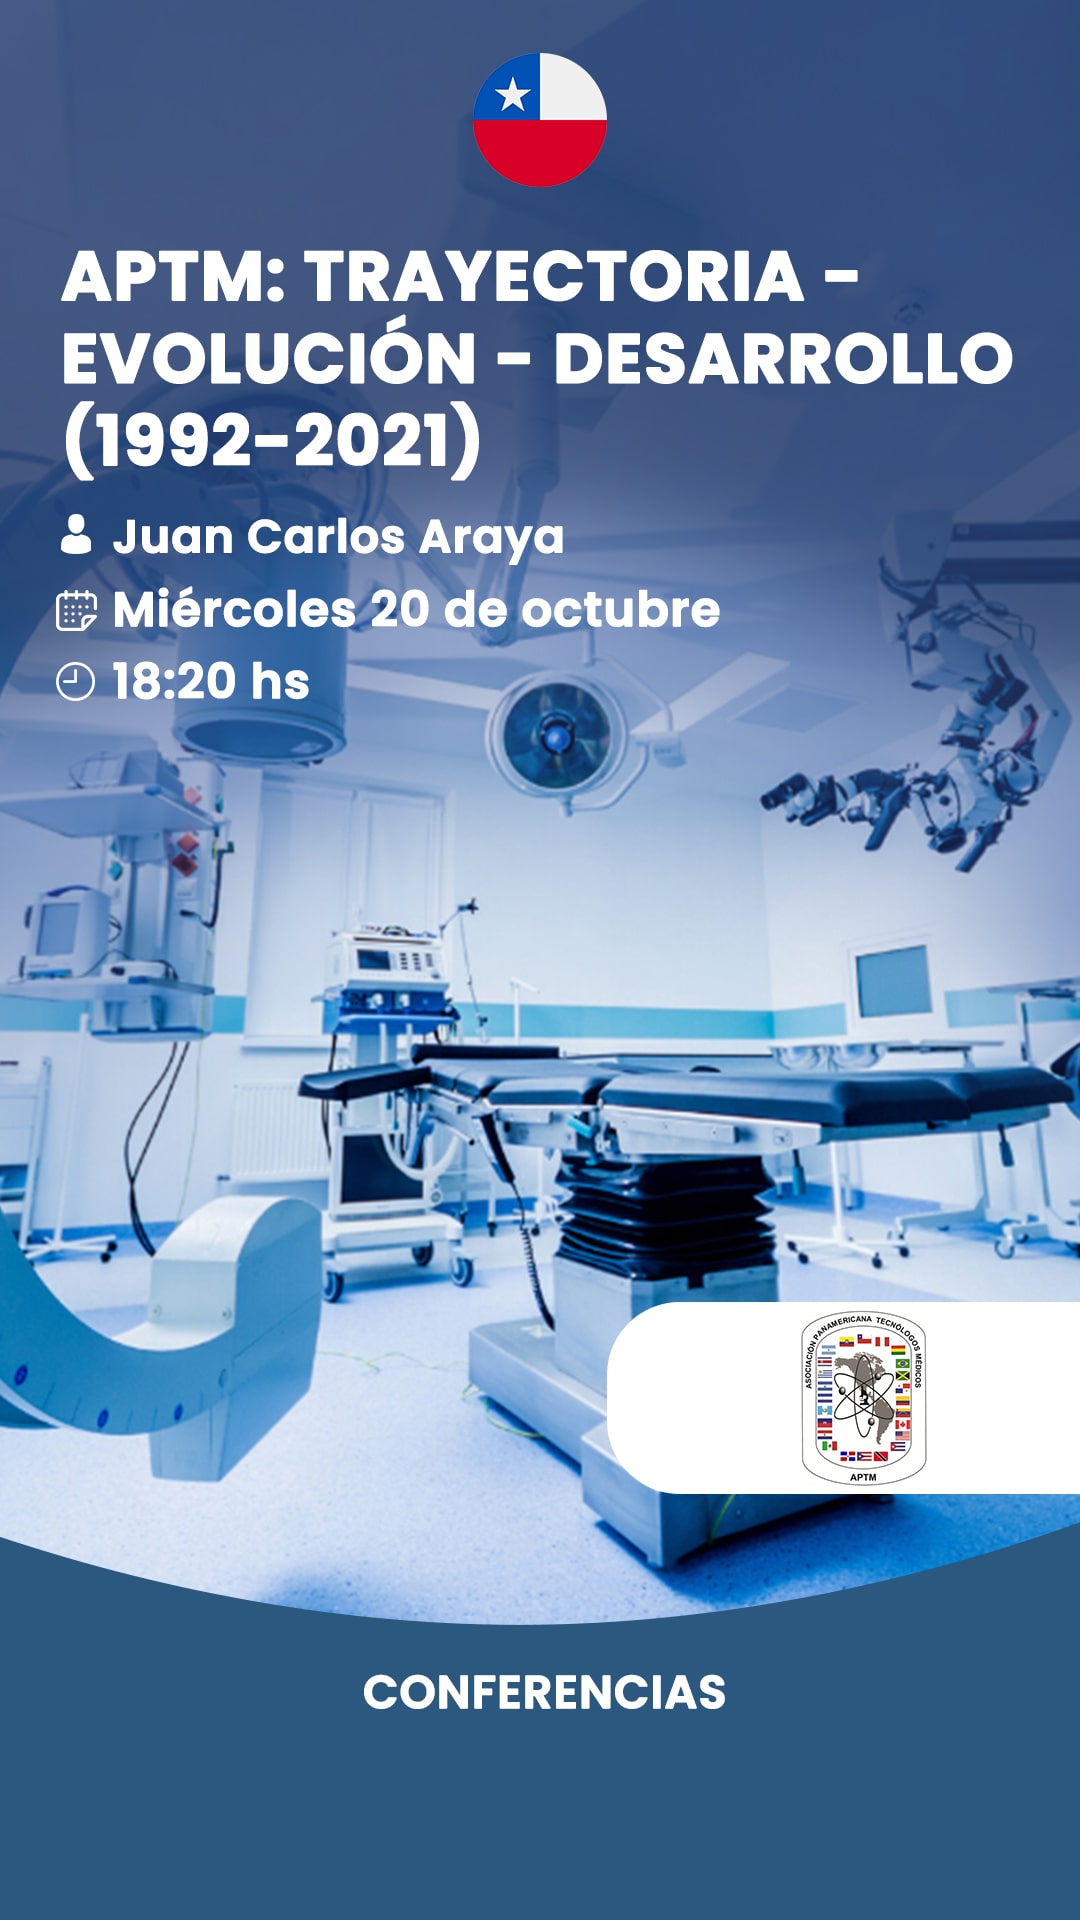 APTM: TRAYECTORIA -
EVOLUCIÓN - DESARROLLO
(1992-2021)
Juan Carlos Araya
Miércoles 20 de octubre
18:20 hs
ASOCIACIÓN PANAMERICANA TECNÓLOGOS MÉDICOS
APTM
CONFERENCIAS